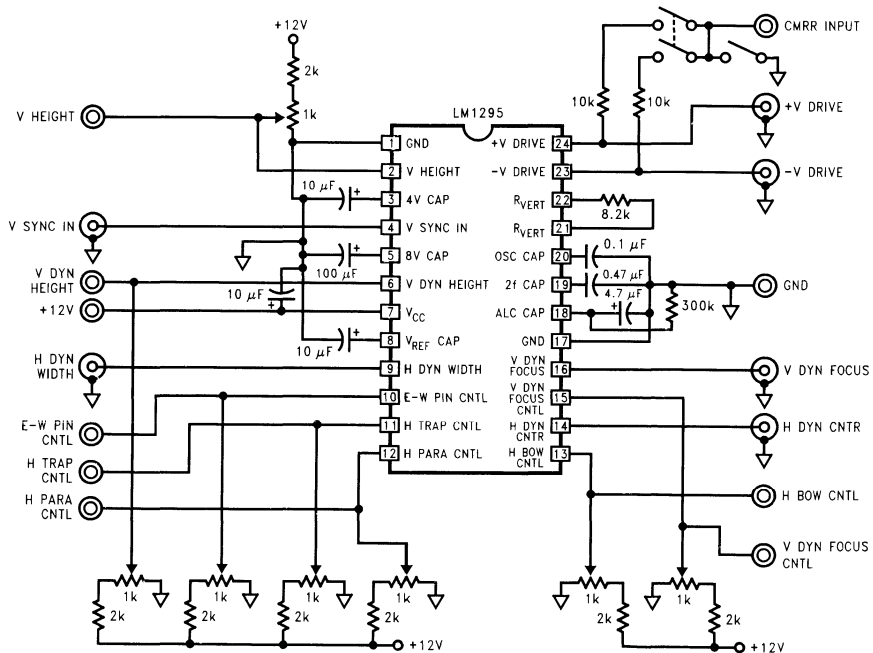 +12V
2k
1k
V HEIGHT
LM1295
CMRR INPUT
10k
10k
+V DRIVE
-V DRIVE
1 GND
2 V HEIGHT
3 4V CAP
4 V SYNC IN
5 8V CAP
6 V DYN HEIGHT
7 VCC
8 VREF CAP
9 H DYN WIDTH
10 E-W PIN CNTL
11 H TRAP CNTL
12 H PARA CNTL
+V DRIVE 24
-V DRIVE 23
RVERT 22
RVERT 21
OSC CAP 20
2f CAP 19
ALC CAP 18
GND 17
V DYN
FOCUS 16
V DYN
FOCUS
CNTL 15
H DYN
CNTR 14
H BOW
CNTL 13
10 µF
+
V SYNC IN
+
100 µF
V DYN
HEIGHT
10 µF
+
+12V
10 µF
+
H DYN
WIDTH
E-W PIN
CNTL
H TRAP
CNTL
H PARA
CNTL
8.2k
0.1 µF
0.47 µF
4.7 µF
+
300k
GND
V DYN FOCUS
H DYN CNTR
H BOW CNTL
V DYN FOCUS
CNTL
1k
2k
1k
2k
1k
2k
1k
2k
+12V
1k
2k
1k
2k
+12V